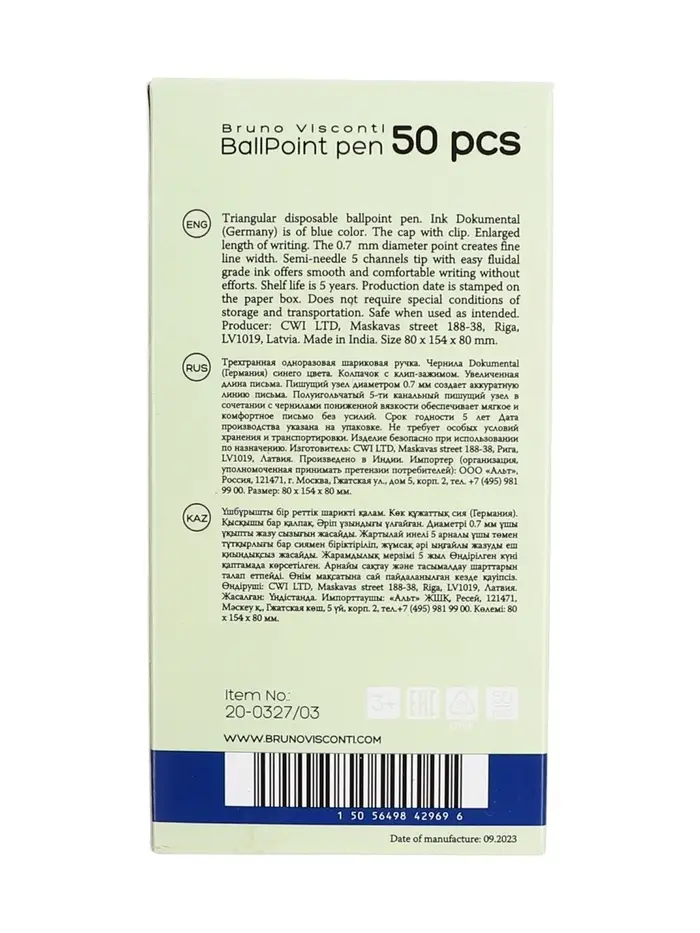 Bruno Visconti
BallPoint pen 50 pcs
ENG
Triangular disposable ballpoint pen. Ink Dokumental
(Germany) is of blue color. The cap with clip. Enlarged
length of writing. The 0.7 mm diameter point creates fine
line width. Semi-needle 5 channels tip with easy fluidal
grade ink offers smooth and comfortable writing without
efforts. Shelf life is 5 years. Production date is stamped on
the paper box. Does not require special conditions of
storage and transportation. Safe when used as intended.
Producer: CWI LTD, Maskavas street 188-38, Riga,
LV1019, Latvia. Made in India. Size 80 x 154 x 80 mm.
RUS
Трехгранная одноразовая шариковая ручка. Чернила Dokumental
(Германия) синего цвета. Колпачок с клип-зажимом. Увеличенная
длина письма. Пишущий узел диаметром 0.7 мм создает аккуратную
линию письма. Полуигольчатый 5-ти канальный пишущий узел в
сочетании с чернилами пониженной вязкости обеспечивает мягкое и
комфортное письмо без усилий. Срок годности 5 лет Дата
производства указана на упаковке. Не требует особых условий
хранения и транспортировки. Изделие безопасно при использовании
по назначению. Изготовитель: CWI LTD, Maskavas street 188-38, Рига,
LV1019, Латвия. Произведено в Индии. Импортер (организация,
уполномоченная принимать претензии потребителей): ООО «Альт»,
Россия, 121471, г. Москва, Гжатская ул., дом 5, корп. 2, тел. +7 (495) 981
99 00. Размер: 80 x 154 x 80 мм.
KAZ
Үшбұрышты бір реттік шарикті қалам. Көк құжаттық сия (Германия).
Қысқышы бар қалпақ. Әріп ұзындығы ұлғайған. Диаметрі 0.7 мм ұшы
ұқыпты жазу сызығын жасайды. Жартылай инелі 5 арналы ұшы төмен
тұтқырлығы бар сиямен біріктіріліп, жұмсақ әрі ыңғайлы жазуды еш
қиындықсыз жасайды. Жарамдылық мерзімі 5 жыл Өндірілген күні
қаптамада көрсетілген. Арнайы сақтау және тасымалдау шарттарын
талап етпейді. Өнім мақсатына сай пайдаланылған кезде қауіпсіз.
Өндіруші: CWI LTD, Maskavas street 188-38, Riga, LV1019, Латвия.
Жасалған: Үндістанда. Импорттаушы: «Альт» ЖШҚ, Ресей, 121471,
Мәскеу қ., Гжатская көш, 5 үй, корп. 2, тел.+7 (495) 981 99 00. Көлемі: 80
x 154 x 80 мм.
Item No.:
20-0327/03
3+
EAC
WWW.BRUNOVISCONTI.COM
1 50 56498 42969 6
Date of manufacture: 09.2023